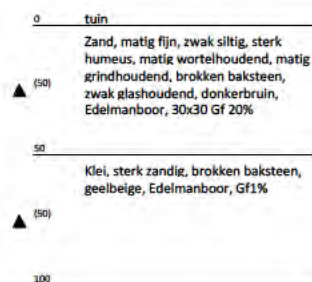 0 tuin
Zand, matig fijn, zwak siltig, sterk
humeus, matig wortelhoudend, matig
grindhoudend, brokken baksteen,
(50) zwak glashoudend, donkerbruin,
Edelmanboor, 30x30 Gf 20%
50
Klei, sterk zandig, brokken baksteen,
geelbeige, Edelmanboor, Gf1%
(50)
100